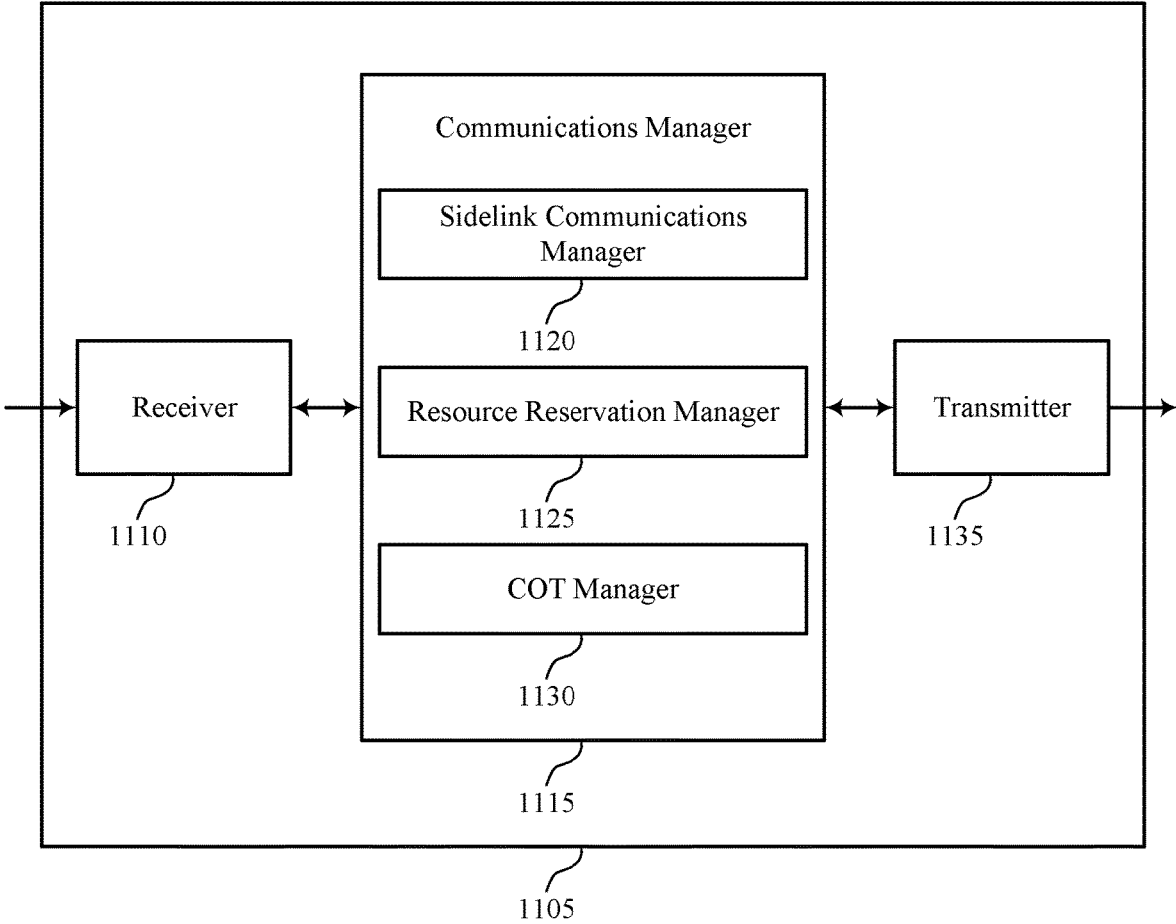 Communications Manager
Sidelink Communications
Manager
1120
Receiver
Resource Reservation Manager
Transmitter
1110
1125
1135
COT Manager
1130
1115
1105